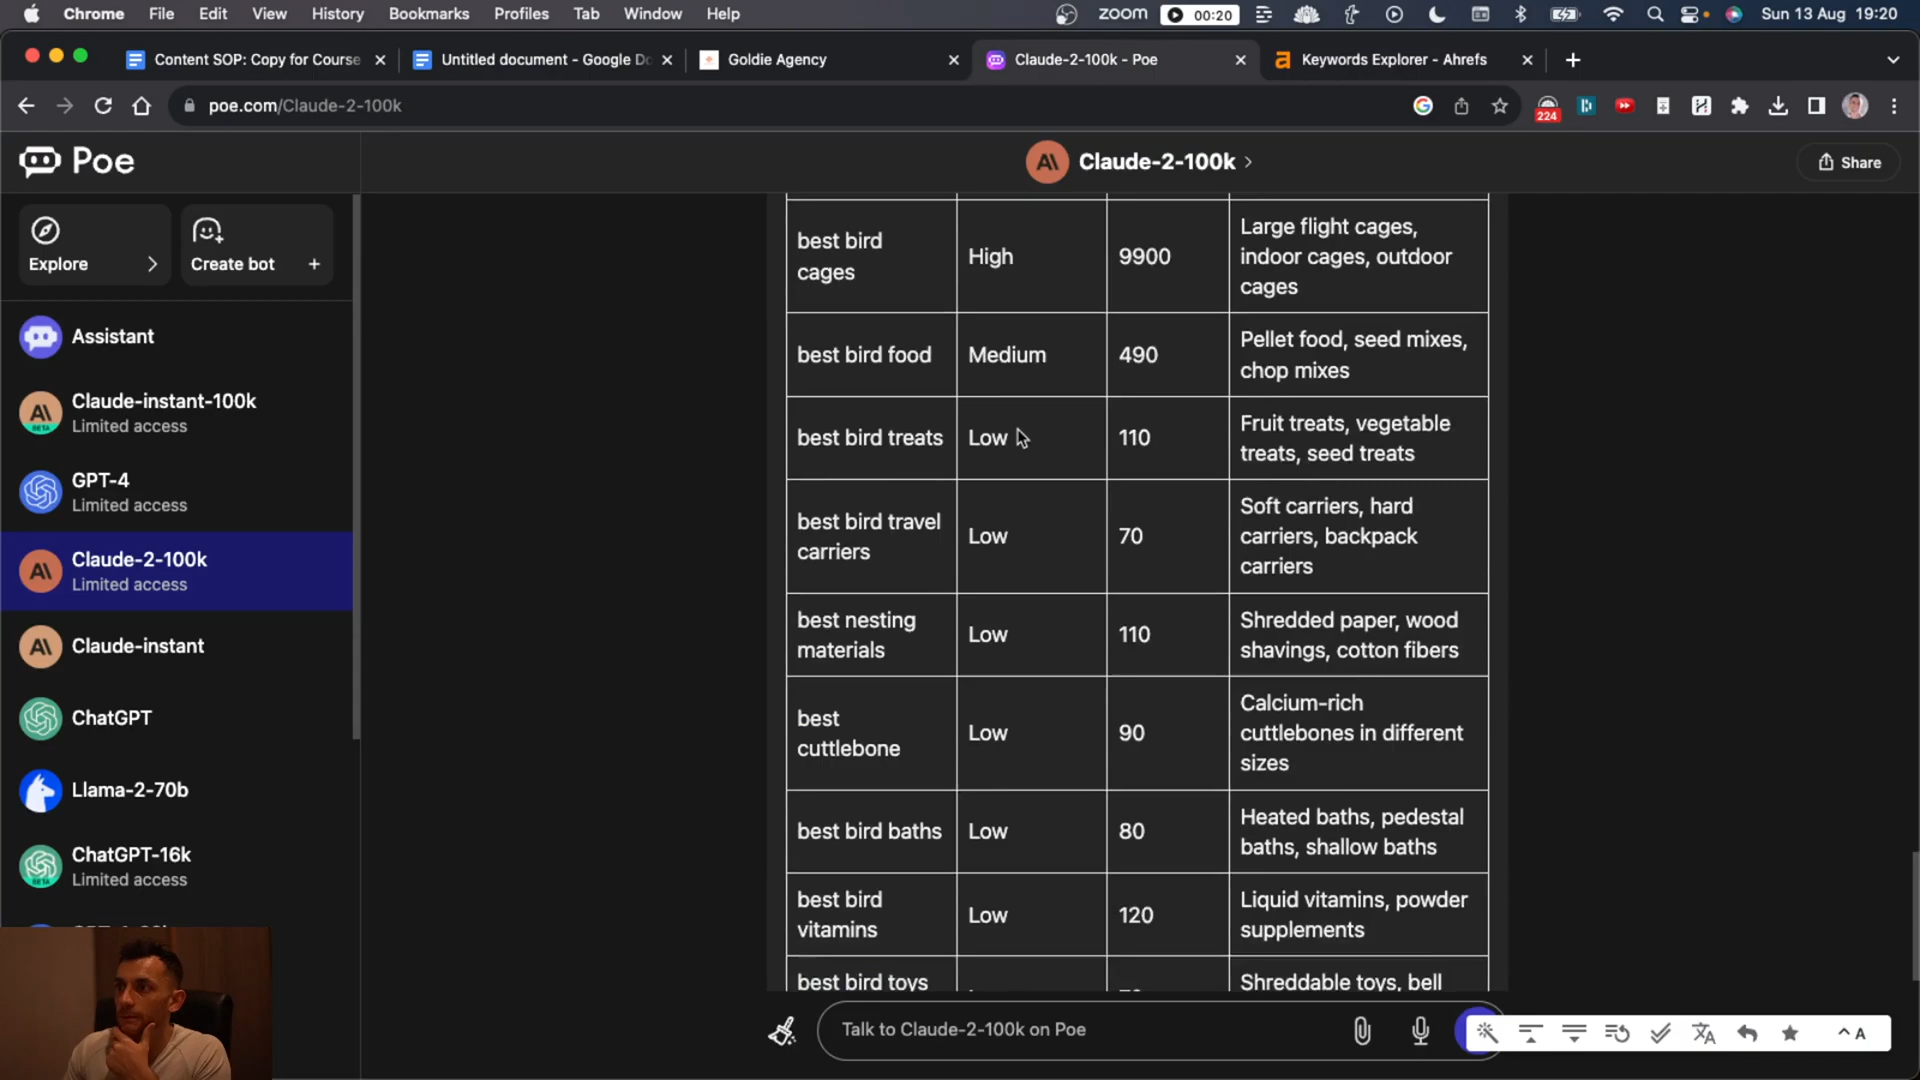 Chrome File Edit View History Bookmarks Profiles Tab Window Help zoom 00:20 Sun 13 Aug 19:20
Content SOP: Copy for Course Untitled document - Google Do Goldie Agency Claude-2-100k - Poe Keywords Explorer - Ahrefs
poe.com/Claude-2-100k 224
Poe
Claude-2-100k
Share
Explore
Create bot
Assistant
Claude-instant-100k
Limited access
BETA
GPT-4
Limited access
Claude-2-100k
Limited access
Claude-instant
ChatGPT
Llama-2-70b
ChatGPT-16k
Limited access
BETA
best bird
cages
High
9900
Large flight cages,
indoor cages, outdoor
cages
best bird food
Medium
490
Pellet food, seed mixes,
chop mixes
best bird treats
Low
110
Fruit treats, vegetable
treats, seed treats
best bird travel
carriers
Low
70
Soft carriers, hard
carriers, backpack
carriers
best nesting
materials
Low
110
Shredded paper, wood
shavings, cotton fibers
best
cuttlebone
Low
90
Calcium-rich
cuttlebones in different
sizes
best bird baths
Low
80
Heated baths, pedestal
baths, shallow baths
best bird
vitamins
Low
120
Liquid vitamins, powder
supplements
best bird toys
Shreddable toys, bell
Talk to Claude-2-100k on Poe
A